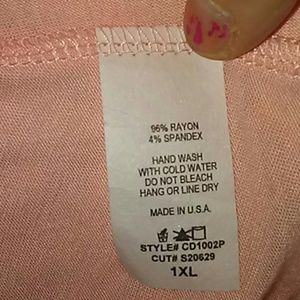 96% RAYON
4% SPANDEX
HAND WASH
WITH COLD WATER
DO NOT BLEACH
HANG OR LINE DRY
MADE IN U.S.A.
STYLE# CD1002P
CUT# S20629
1XL